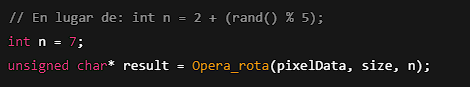 // En lugar de: int n = 2 + (rand() % 5);
int n = 7;
unsigned char* result = Opera_rota(pixelData, size, n);